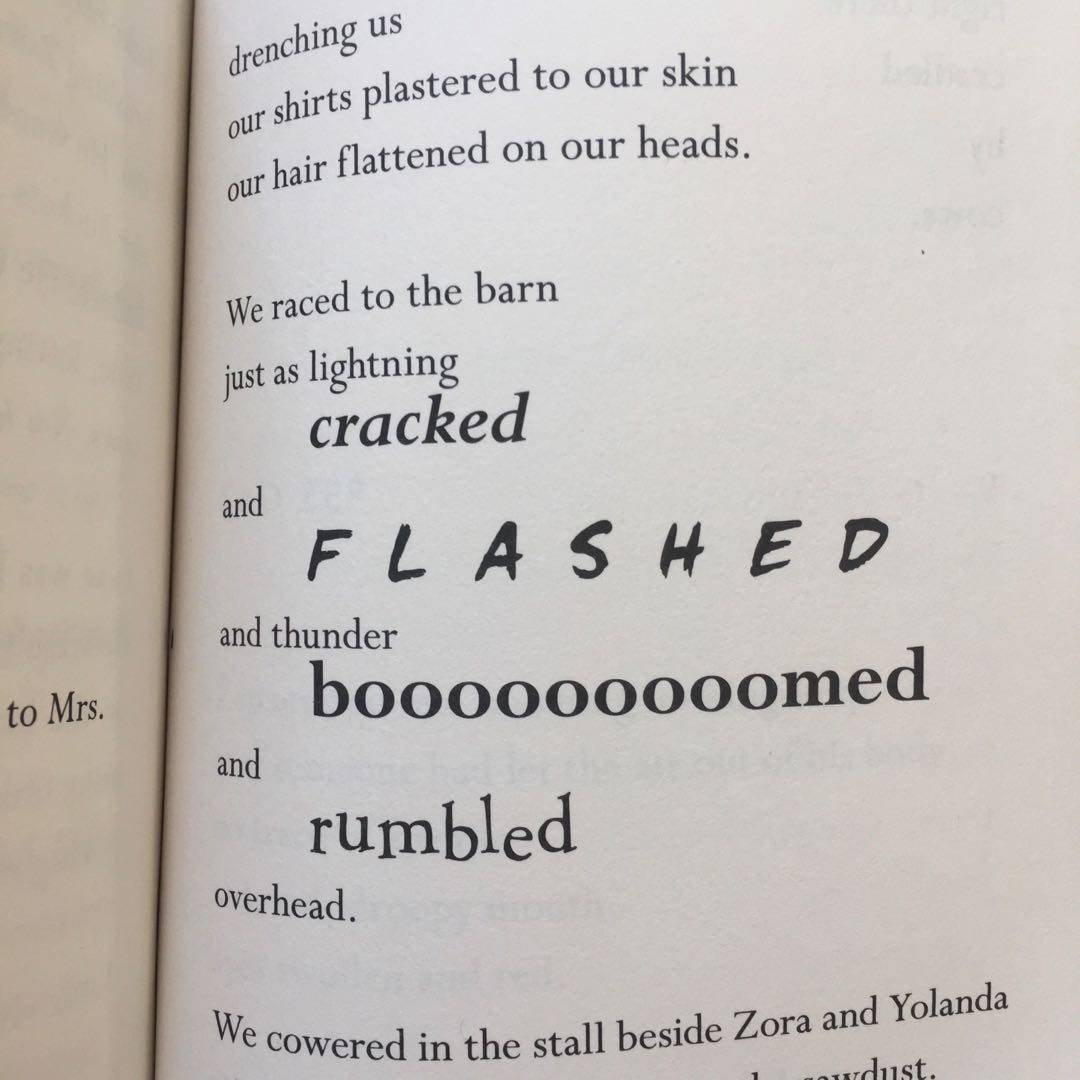 drenching us
our shirts plastered to our skin
our hair flattened on our heads.
We raced to the barn
just as lightning
cracked
and
FLASHED
and thunder
boooooooooomed
and
rumbled
overhead.
to Mrs.
We cowered in the stall beside Zora and Yolanda
sawdust.